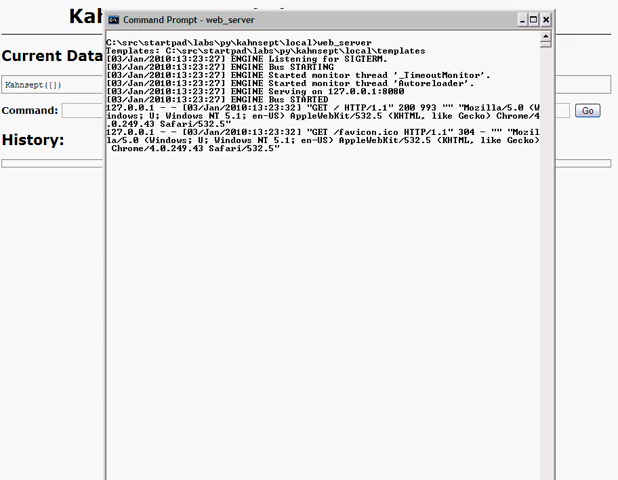 Command Prompt - web_server
C:\src\startpad\labs\py\kahnsept\local>web_server
Templates: C:\src\startpad\labs\py\kahnsept\local\templates
[03/Jan/2010:13:23:27] ENGINE Listening for SIGTERM.
[03/Jan/2010:13:23:27] ENGINE Bus STARTING
[03/Jan/2010:13:23:27] ENGINE Started monitor thread '_TimeoutMonitor'.
[03/Jan/2010:13:23:27] ENGINE Started monitor thread 'Autoreloader'.
[03/Jan/2010:13:23:27] ENGINE Serving on 127.0.0.1:8080
[03/Jan/2010:13:23:27] ENGINE Bus STARTED
127.0.0.1 - - [03/Jan/2010:13:23:32] "GET / HTTP/1.1" 200 993 "" "Mozilla/5.0 (W
indows; U; Windows NT 5.1; en-US) AppleWebKit/532.5 (KHTML, like Gecko) Chrome/4
.0.249.43 Safari/532.5"
127.0.0.1 - - [03/Jan/2010:13:23:32] "GET /favicon.ico HTTP/1.1" 304 - "" "Mozil
la/5.0 (Windows; U; Windows NT 5.1; en-US) AppleWebKit/532.5 (KHTML, like Gecko)
Chrome/4.0.249.43 Safari/532.5"
Current Data
Kahnsept([])
Command:
Go
History: